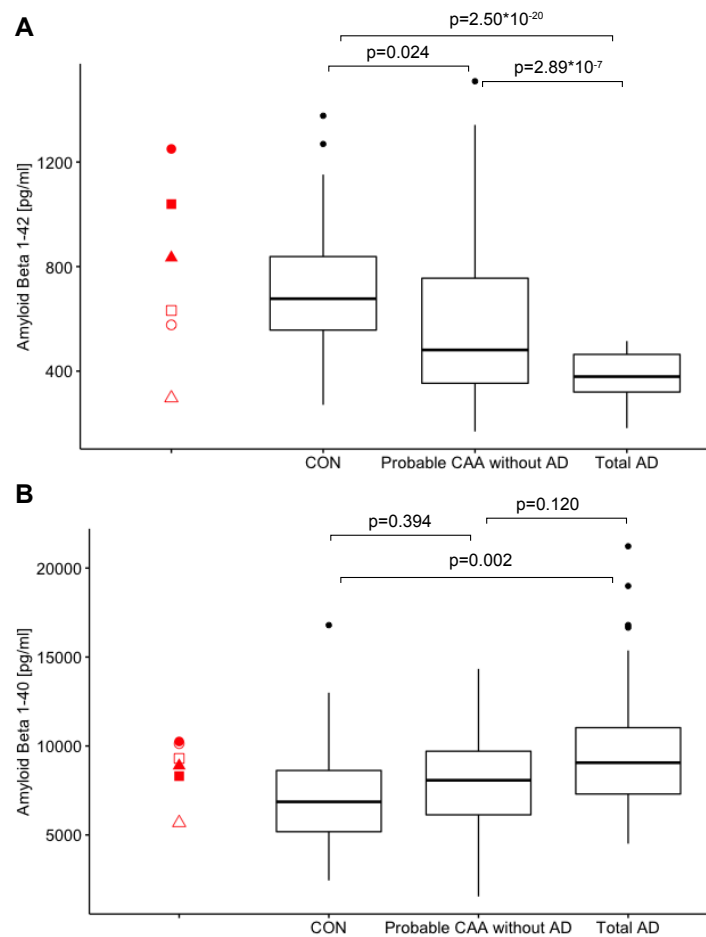 A
p=2.50*10-20
p=0.024
p=2.89*10-7
Amyloid Beta 1-42 [pg/ml]
1200
800
400
CON Probable CAA without AD Total AD
B
p=0.120
p=0.394
p=0.002
Amyloid Beta 1-40 [pg/ml]
20000
15000
10000
5000
CON Probable CAA without AD Total AD